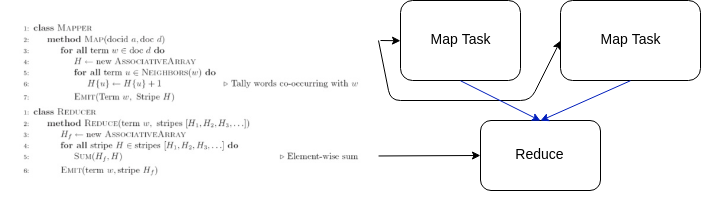 1: class MAPPER
2: method MAP(docid a, doc d)
3: for all term w ∈ doc d do
4: H ← new ASSOCIATIVEARRAY
5: for all term u ∈ NEIGHBORS(w) do
6: H{u} ← H{u} + 1 ▷ Tally words co-occurring with w
7: EMIT(Term w, Stripe H)
1: class REDUCER
2: method REDUCE(term w, stripes [H₁, H₂, H₃, . . .])
3: H_f ← new ASSOCIATIVEARRAY
4: for all stripe H ∈ stripes [H₁, H₂, H₃, . . .] do
5: SUM(H_f, H) ▷ Element-wise sum
6: EMIT(term w, stripe H_f)
Map Task
Map Task
Reduce